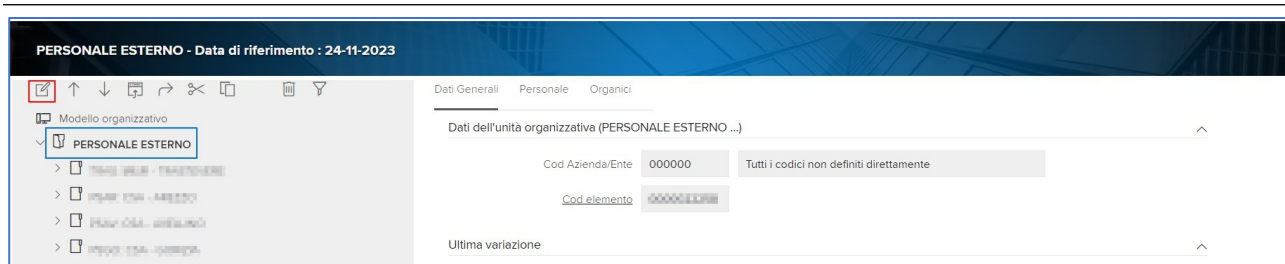 PERSONALE ESTERNO - Data di riferimento : 24-11-2023
Dati Generali Personale Organici
Modello organizzativo
PERSONALE ESTERNO
Dati dell'unità organizzativa (PERSONALE ESTERNO ...)
Cod Azienda/Ente 000000 Tutti i codici non definiti direttamente
Cod elemento
Ultima variazione